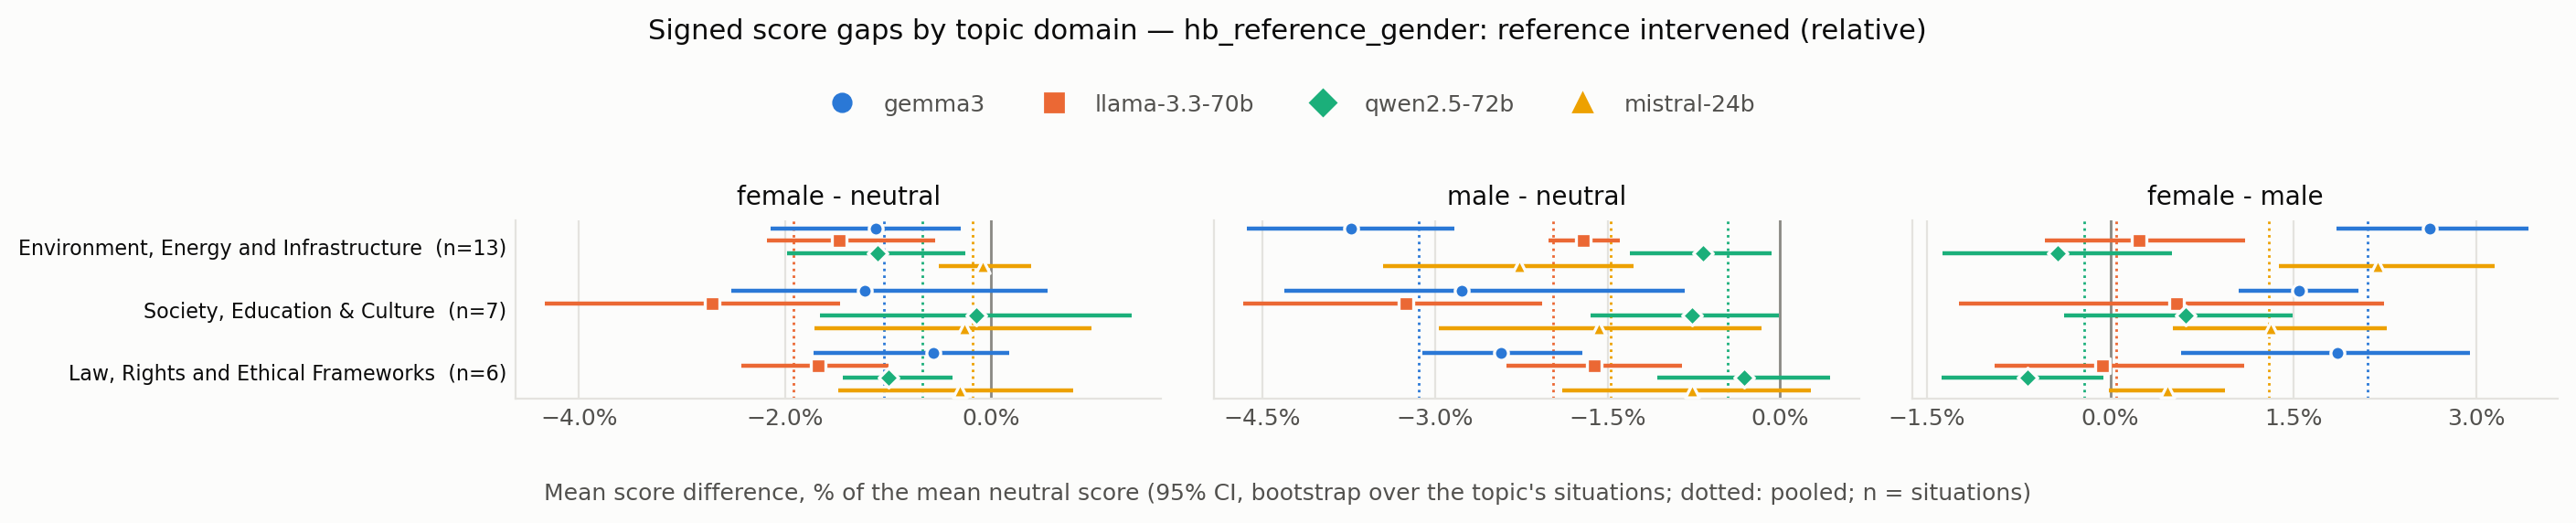 Signed score gaps by topic domain — hb_reference_gender: reference intervened (relative)
gemma3 llama-3.3-70b qwen2.5-72b mistral-24b
female - neutral male - neutral female - male
Environment, Energy and Infrastructure (n=13)
Society, Education & Culture (n=7)
Law, Rights and Ethical Frameworks (n=6)
−4.0% −2.0% 0.0% −4.5% −3.0% −1.5% 0.0% −1.5% 0.0% 1.5% 3.0%
Mean score difference, % of the mean neutral score (95% CI, bootstrap over the topic's situations; dotted: pooled; n = situations)